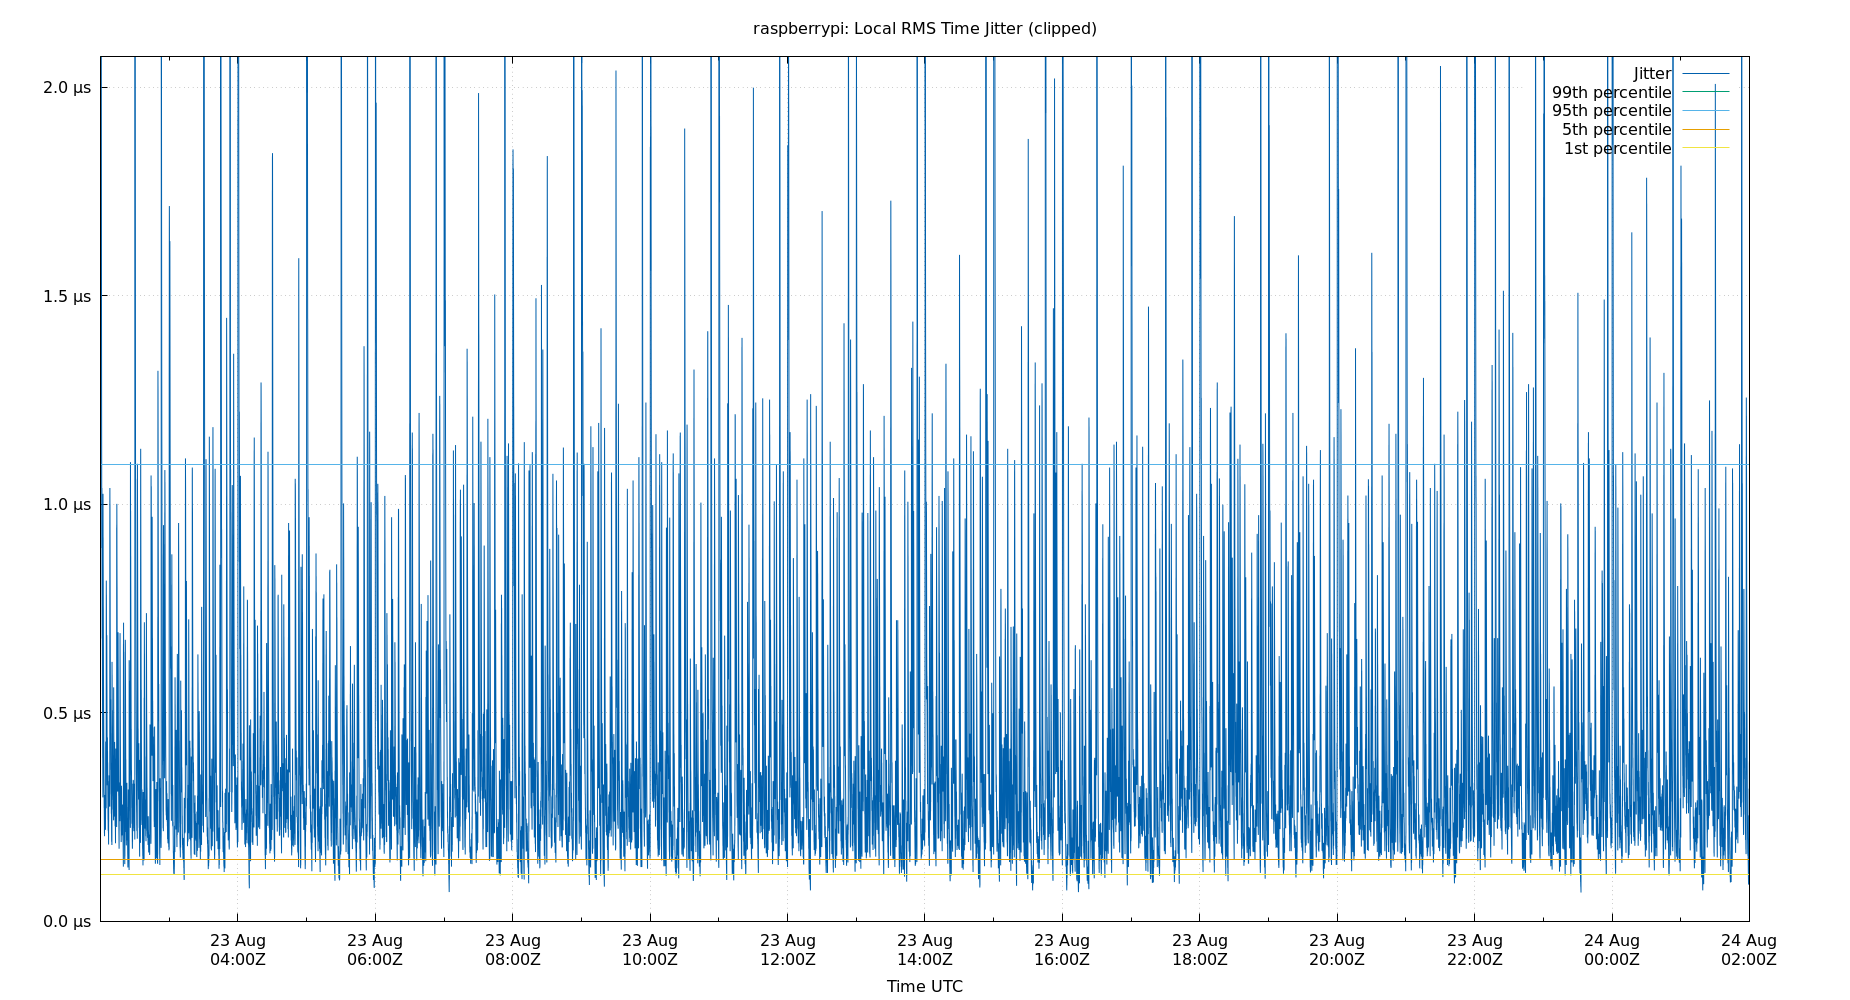 raspberrypi: Local RMS Time Jitter (clipped)
2.0 µs
1.5 µs
1.0 µs
0.5 µs
0.0 µs
Jitter
99th percentile
95th percentile
5th percentile
1st percentile
23 Aug 23 Aug 23 Aug 23 Aug 23 Aug 23 Aug 23 Aug 23 Aug 23 Aug 23 Aug 24 Aug 24 Aug
04:00Z 06:00Z 08:00Z 10:00Z 12:00Z 14:00Z 16:00Z 18:00Z 20:00Z 22:00Z 00:00Z 02:00Z
Time UTC